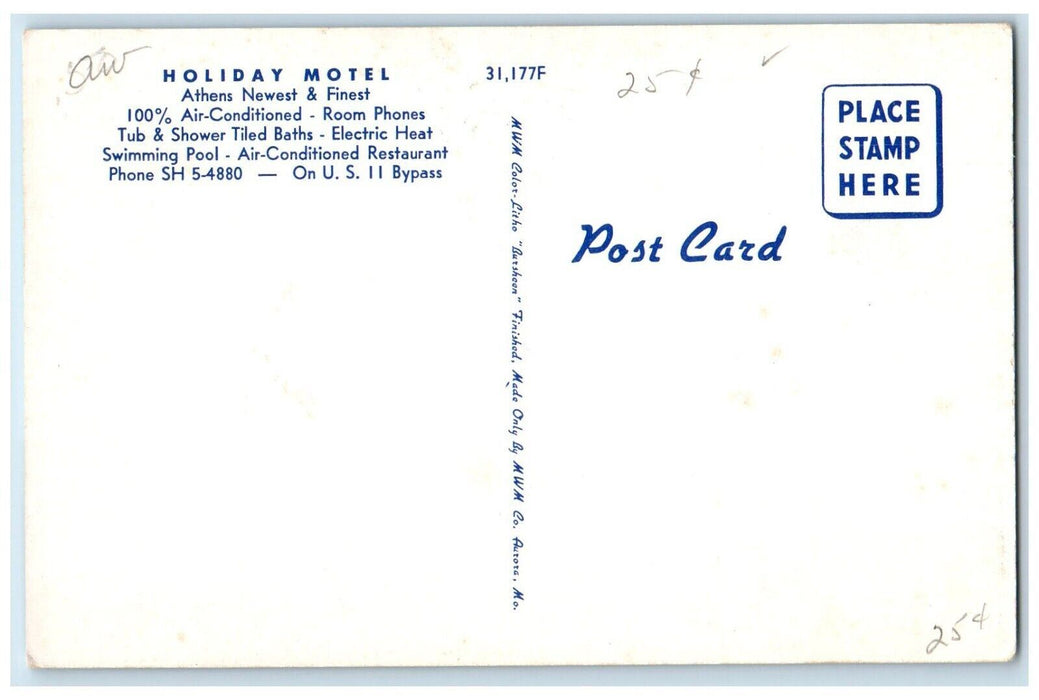 HOLIDAY MOTEL
Athens Newest & Finest
100% Air-Conditioned - Room Phones
Tub & Shower Tiled Baths - Electric Heat
Swimming Pool - Air-Conditioned Restaurant
Phone SH 5-4880 — On U. S. 11 Bypass
31,177F
MWM Color-Litho "Bursheen" Finished, Made Only By MWM Co. Aurora, Mo.
25¢
PLACE
STAMP
HERE
Post Card
25¢